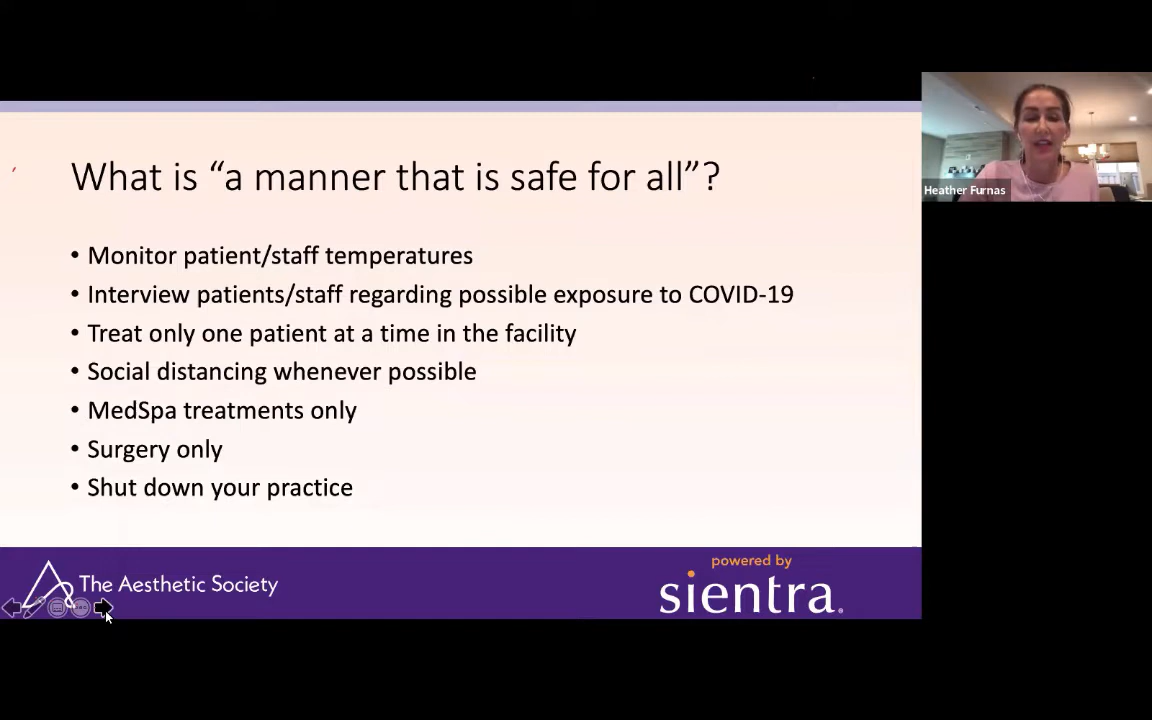 What is “a manner that is safe for all”?
• Monitor patient/staff temperatures
• Interview patients/staff regarding possible exposure to COVID-19
• Treat only one patient at a time in the facility
• Social distancing whenever possible
• MedSpa treatments only
• Surgery only
• Shut down your practice
The Aesthetic Society
powered by
sientra.
Heather Furnas